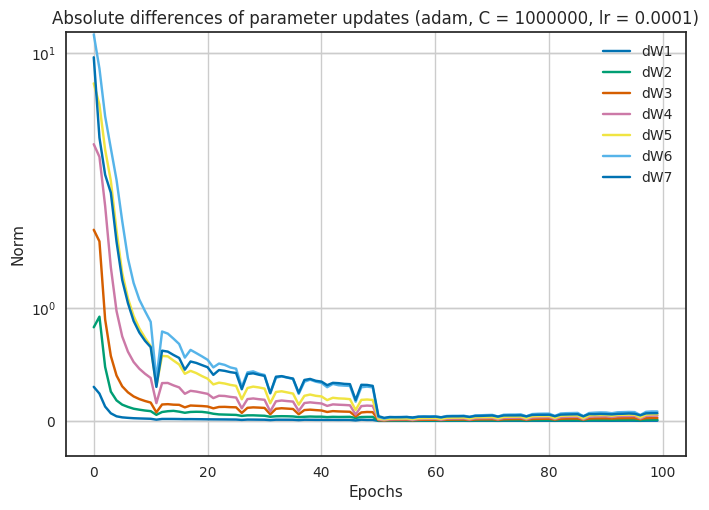 Absolute differences of parameter updates (adam, C = 1000000, lr = 0.0001)
10¹
10⁰
0
Norm
dW1
dW2
dW3
dW4
dW5
dW6
dW7
0 20 40 60 80 100
Epochs